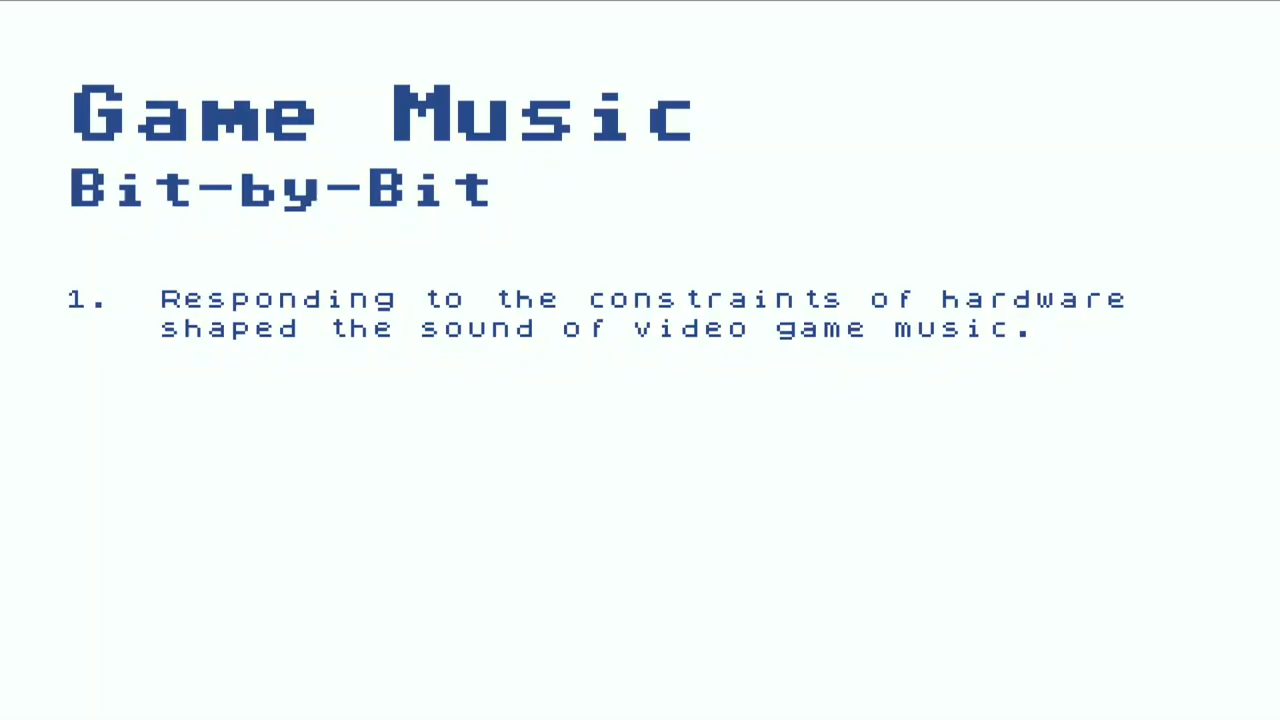 Game Music
Bit-by-Bit
1. Responding to the constraints of hardware
shaped the sound of video game music.